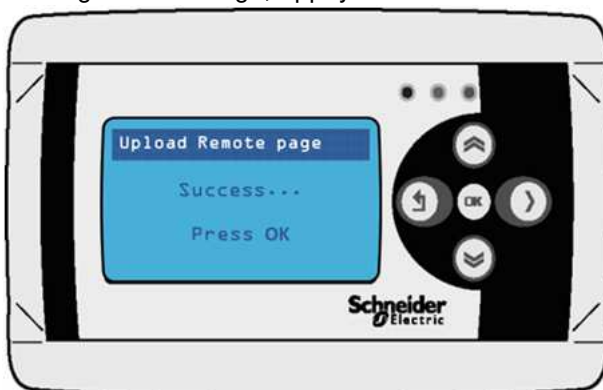 Upload Remote page
Success...
Press OK
OK
Schneider
Electric